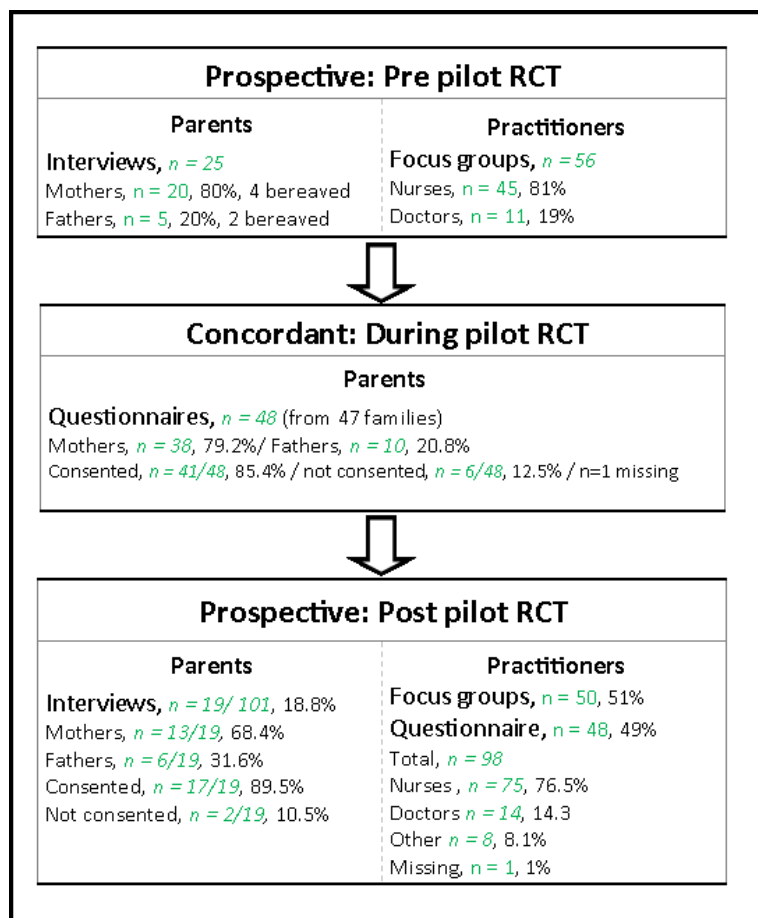 Prospective: Pre pilot RCT
Parents
Interviews, n = 25
Mothers, n = 20, 80%, 4 bereaved
Fathers, n = 5, 20%, 2 bereaved
Practitioners
Focus groups, n = 56
Nurses, n = 45, 81%
Doctors, n = 11, 19%
Concordant: During pilot RCT
Parents
Questionnaires, n = 48 (from 47 families)
Mothers, n = 38, 79.2%/ Fathers, n = 10, 20.8%
Consented, n = 41/48, 85.4% / not consented, n = 6/48, 12.5% / n=1 missing
Prospective: Post pilot RCT
Parents
Interviews, n = 19/ 101, 18.8%
Mothers, n = 13/19, 68.4%
Fathers, n = 6/19, 31.6%
Consented, n = 17/19, 89.5%
Not consented, n = 2/19, 10.5%
Practitioners
Focus groups, n = 50, 51%
Questionnaire, n = 48, 49%
Total, n = 98
Nurses , n = 75, 76.5%
Doctors n = 14, 14.3
Other n = 8, 8.1%
Missing, n = 1, 1%